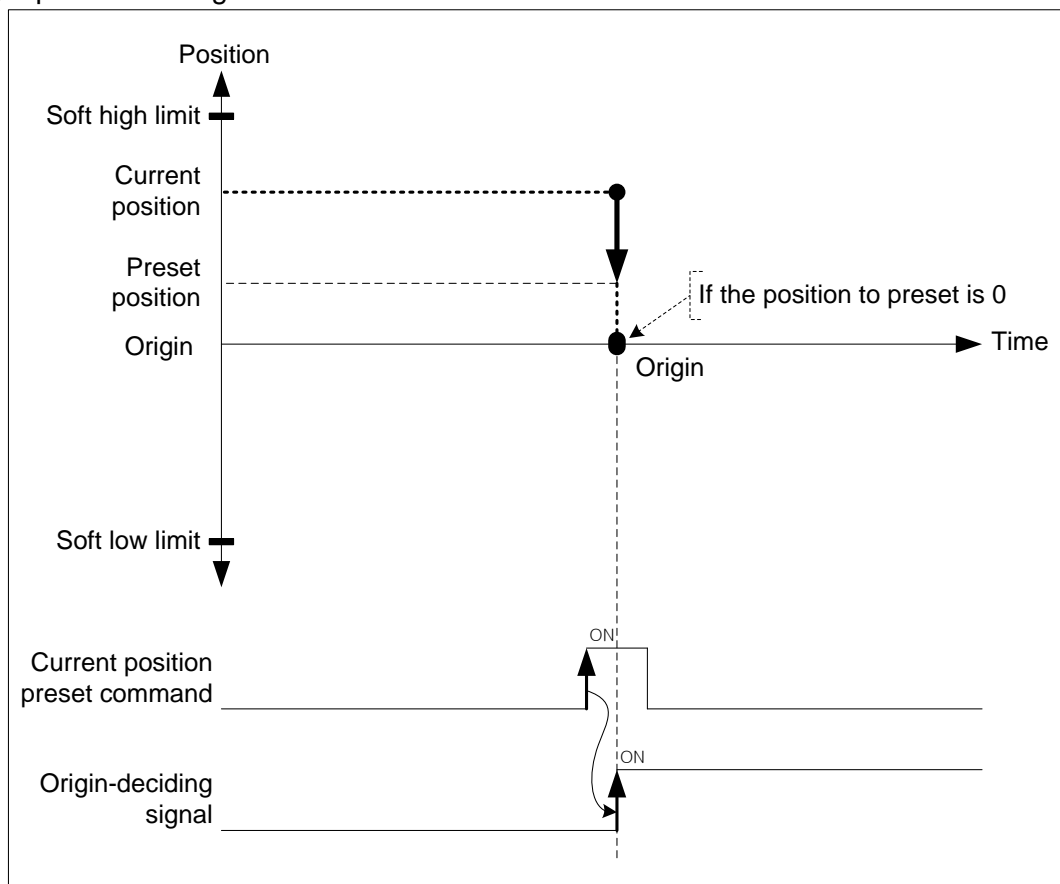 Position
Soft high limit
Current
position
Preset
position
If the position to preset is 0
Origin
Time
Origin
Soft low limit
ON
Current position
preset command
ON
Origin-deciding
signal